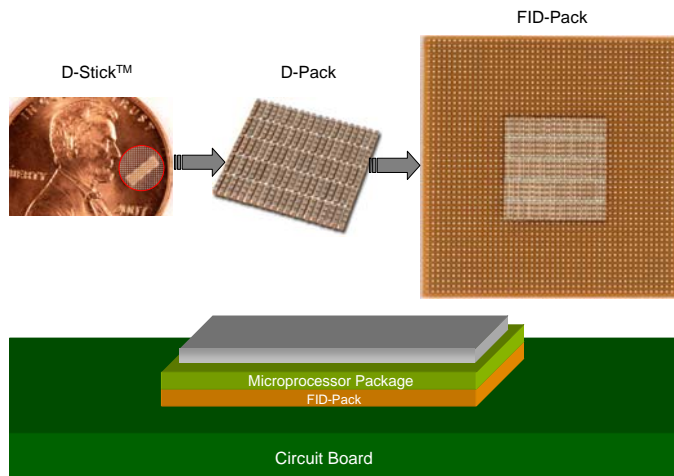 FID-Pack
D-Stick™
D-Pack
Microprocessor Package
FID-Pack
Circuit Board